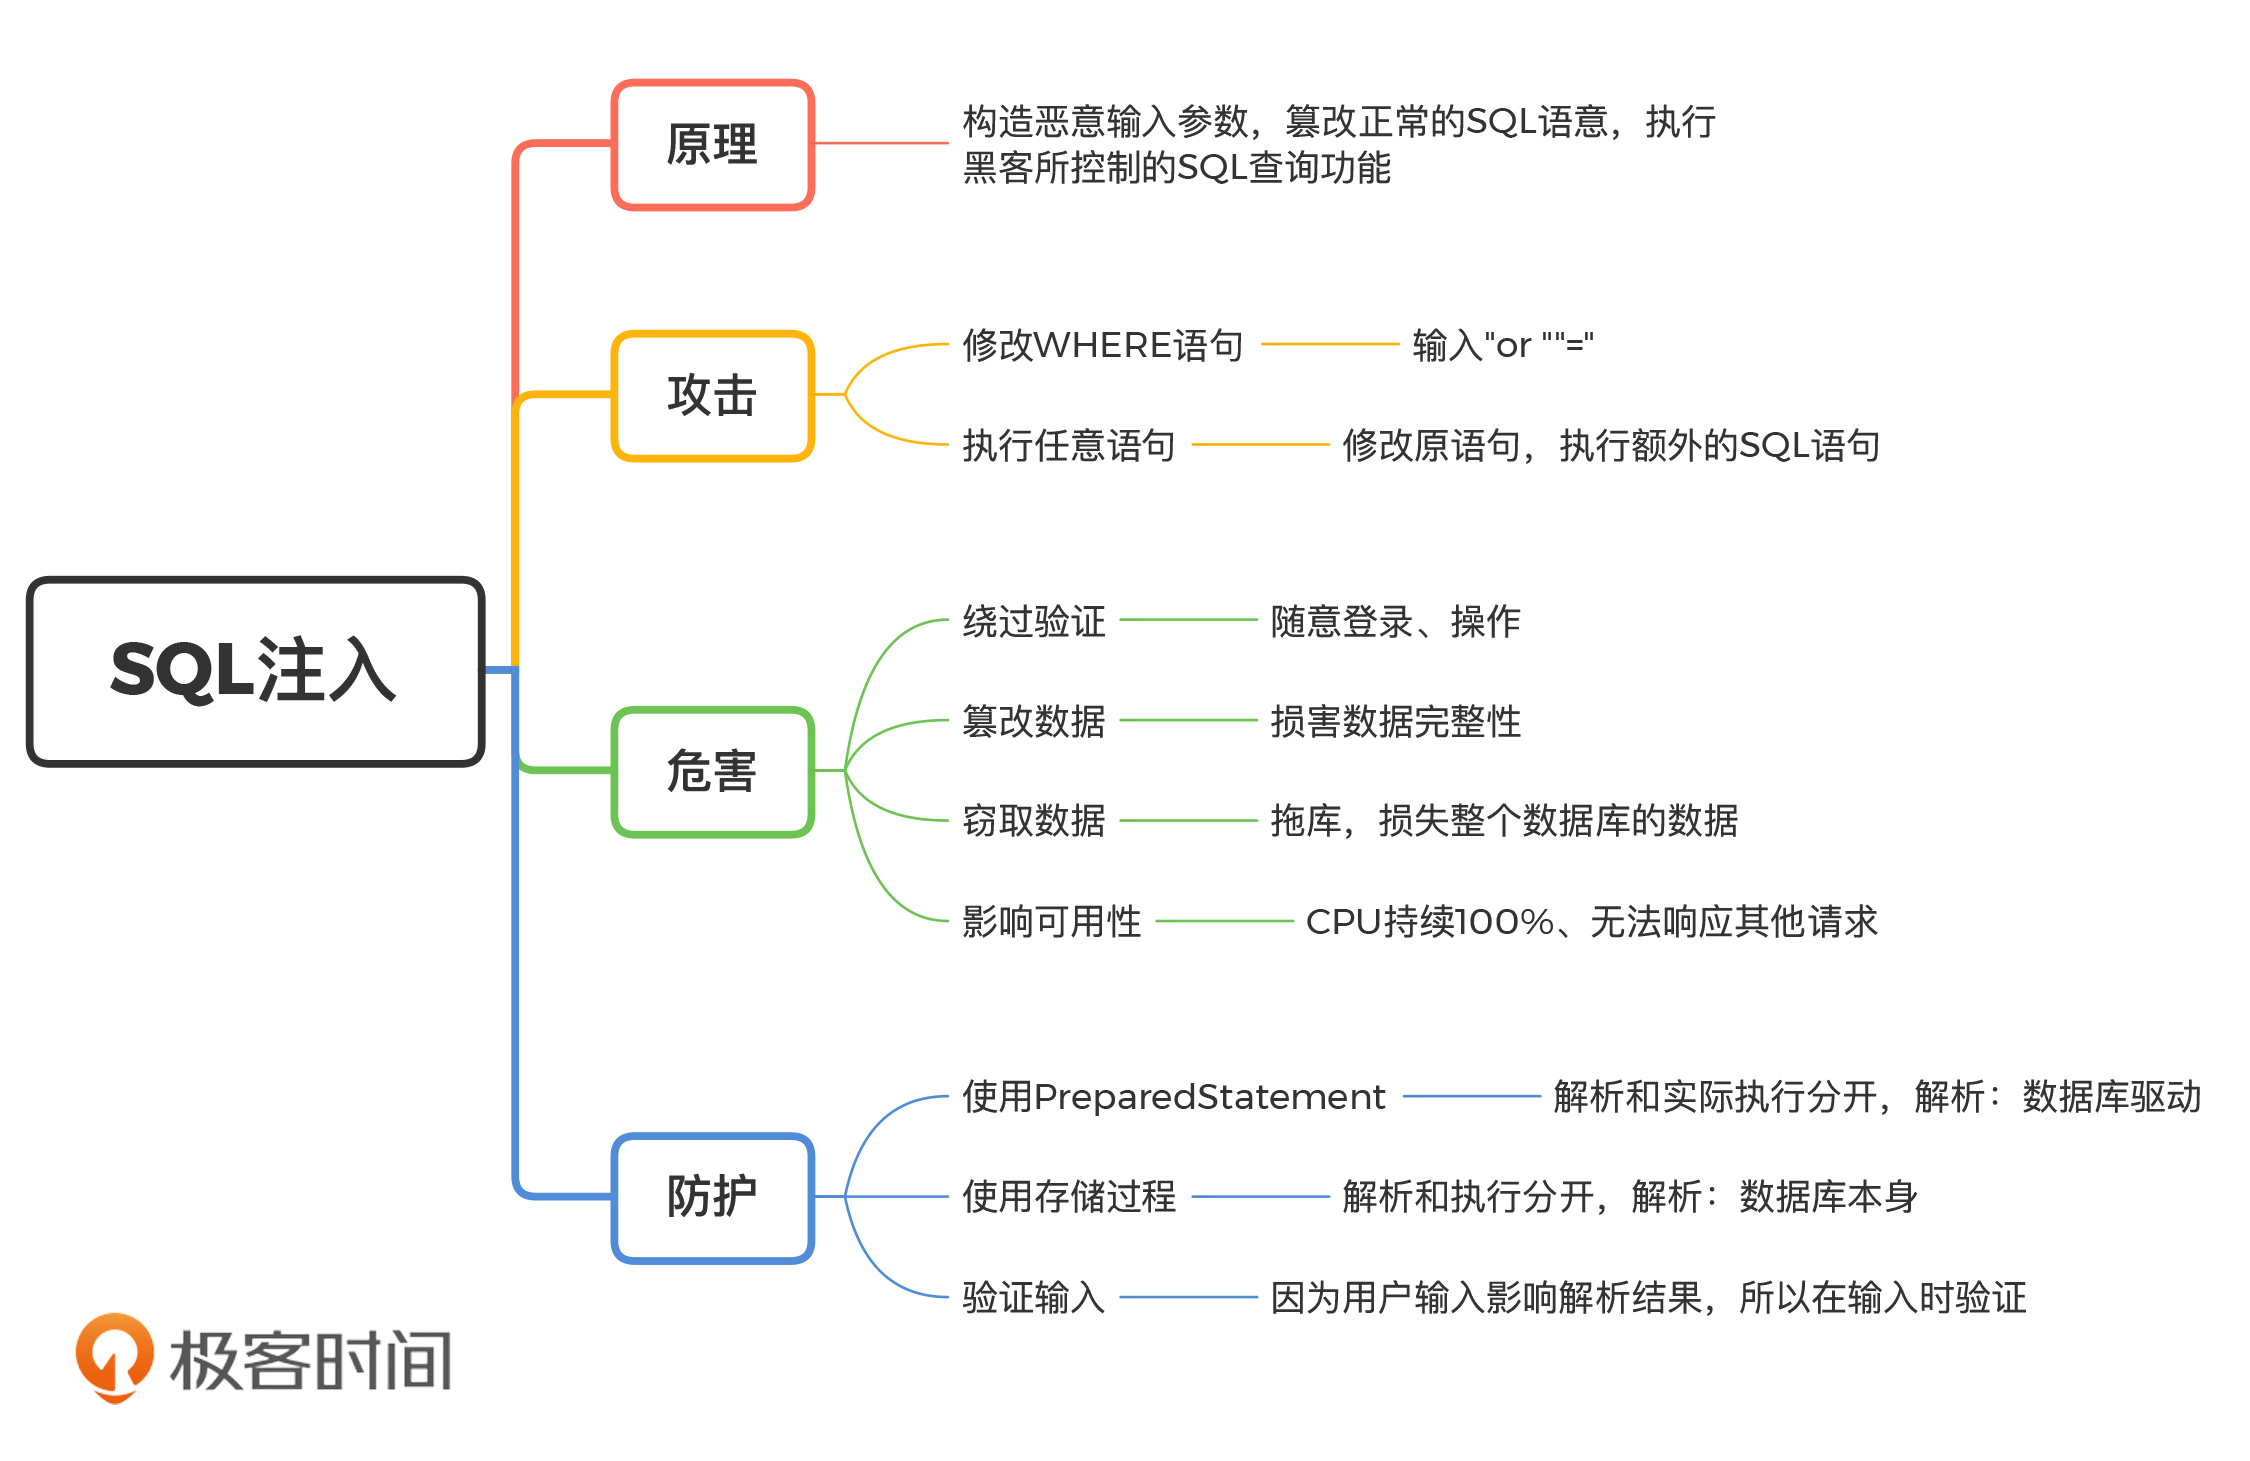 SQL注入
原理
构造恶意输入参数，篡改正常的SQL语意，执行
黑客所控制的SQL查询功能
攻击
修改WHERE语句
输入"or ""="
执行任意语句
修改原语句，执行额外的SQL语句
危害
绕过验证
随意登录、操作
篡改数据
损害数据完整性
窃取数据
拖库，损失整个数据库的数据
影响可用性
CPU持续100%、无法响应其他请求
防护
使用PreparedStatement
解析和实际执行分开，解析：数据库驱动
使用存储过程
解析和执行分开，解析：数据库本身
验证输入
因为用户输入影响解析结果，所以在输入时验证
极客时间